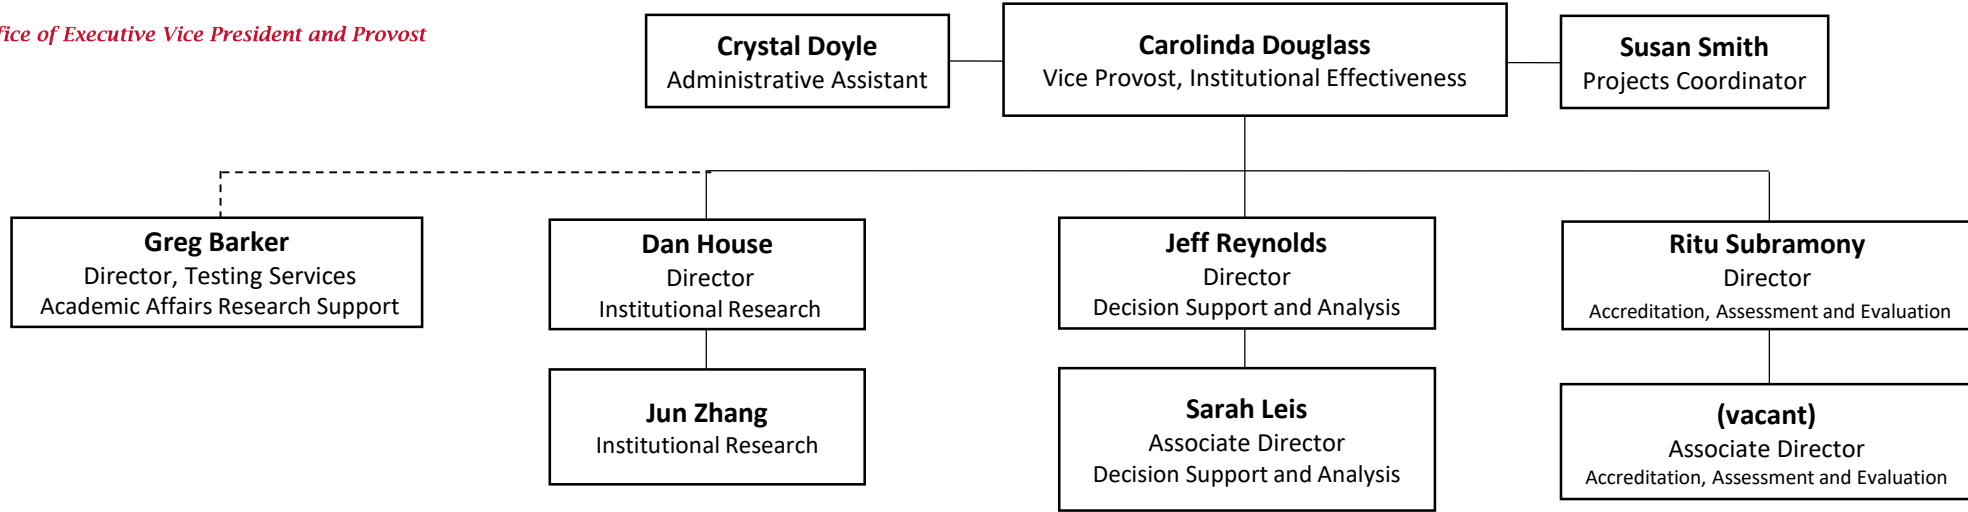 of Executive Vice President and Provost
Crystal Doyle
Administrative Assistant
Carolinda Douglass
Vice Provost, Institutional Effectiveness
Susan Smith
Projects Coordinator
Greg Barker
Director, Testing Services
Academic Affairs Research Support
Dan House
Director
Institutional Research
Jeff Reynolds
Director
Decision Support and Analysis
Ritu Subramony
Director
Accreditation, Assessment and Evaluation
Jun Zhang
Institutional Research
Sarah Leis
Associate Director
Decision Support and Analysis
(vacant)
Associate Director
Accreditation, Assessment and Evaluation